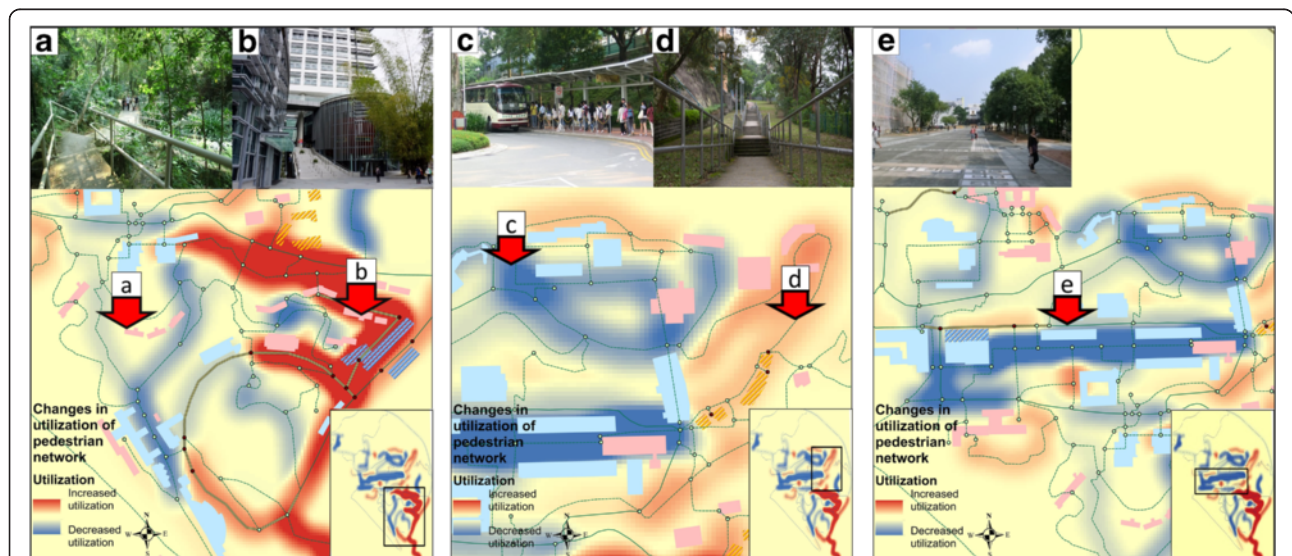 a
b
c
d
e
a
b
c
d
e
Changes in
utilization of
pedestrian
network
Utilization
Increased
utilization
Decreased
utilization
N
W E
S
Changes in
utilization of
pedestrian
network
Utilization
Increased
utilization
Decreased
utilization
N
W E
S
Changes in
utilization of
pedestrian
network
Utilization
Increased
utilization
Decreased
utilization
N
W E
S